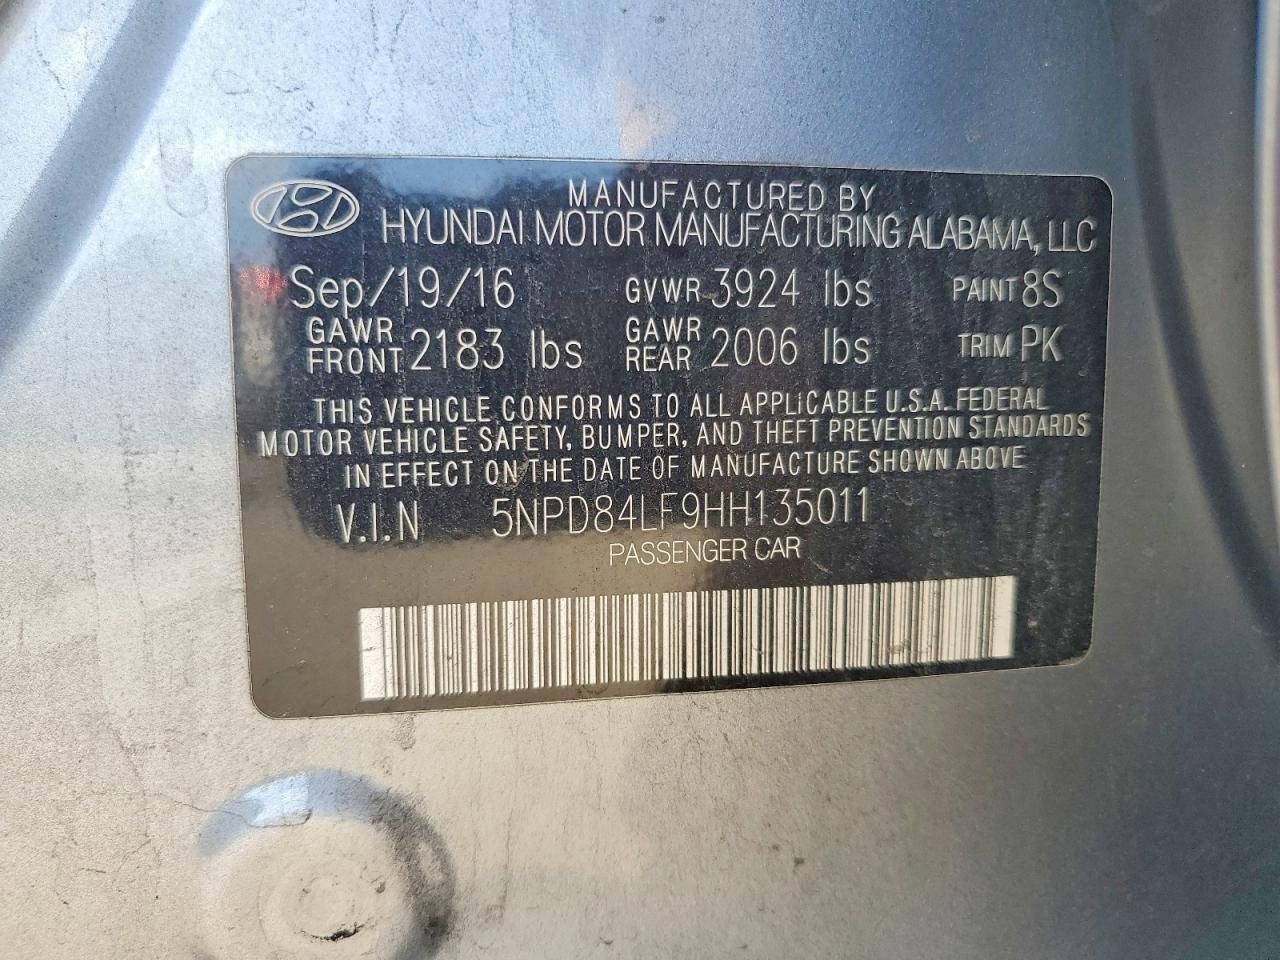 MANUFACTURED BY
HYUNDAI MOTOR MANUFACTURING ALABAMA, LLC
Sep/19/16 GVWR 3924 lbs PAINT 8S
GAWR FRONT 2183 lbs GAWR REAR 2006 lbs TRIM PK
THIS VEHICLE CONFORMS TO ALL APPLiCABLE U.S.A. FEDERAL
MOTOR VEHICLE SAFETY, BUMPER, AND THEFT PREVENTION STANDARDS
IN EFFECT ON THE DATE OF MANUFACTURE SHOWN ABOVE
V.I.N 5NPD84LF9HH135011
PASSENGER CAR